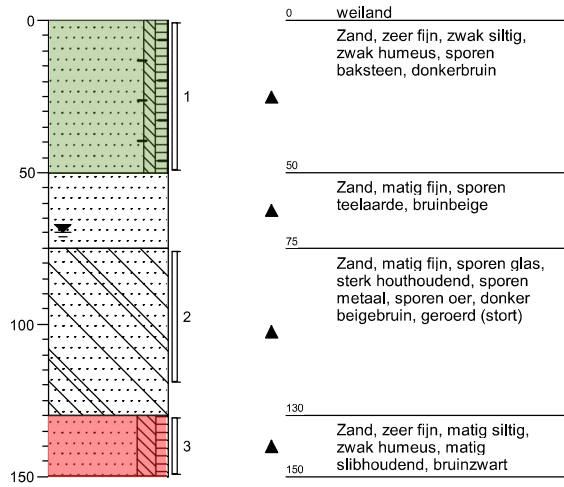 0
50
100
150
1
2
3
0
weiland
Zand, zeer fijn, zwak siltig,
zwak humeus, sporen
baksteen, donkerbruin
50
Zand, matig fijn, sporen
teelaarde, bruinbeige
75
Zand, matig fijn, sporen glas,
sterk houthoudend, sporen
metaal, sporen oer, donker
beigebruin, geroerd (stort)
130
Zand, zeer fijn, matig siltig,
zwak humeus, matig
slibhoudend, bruinzwart
150